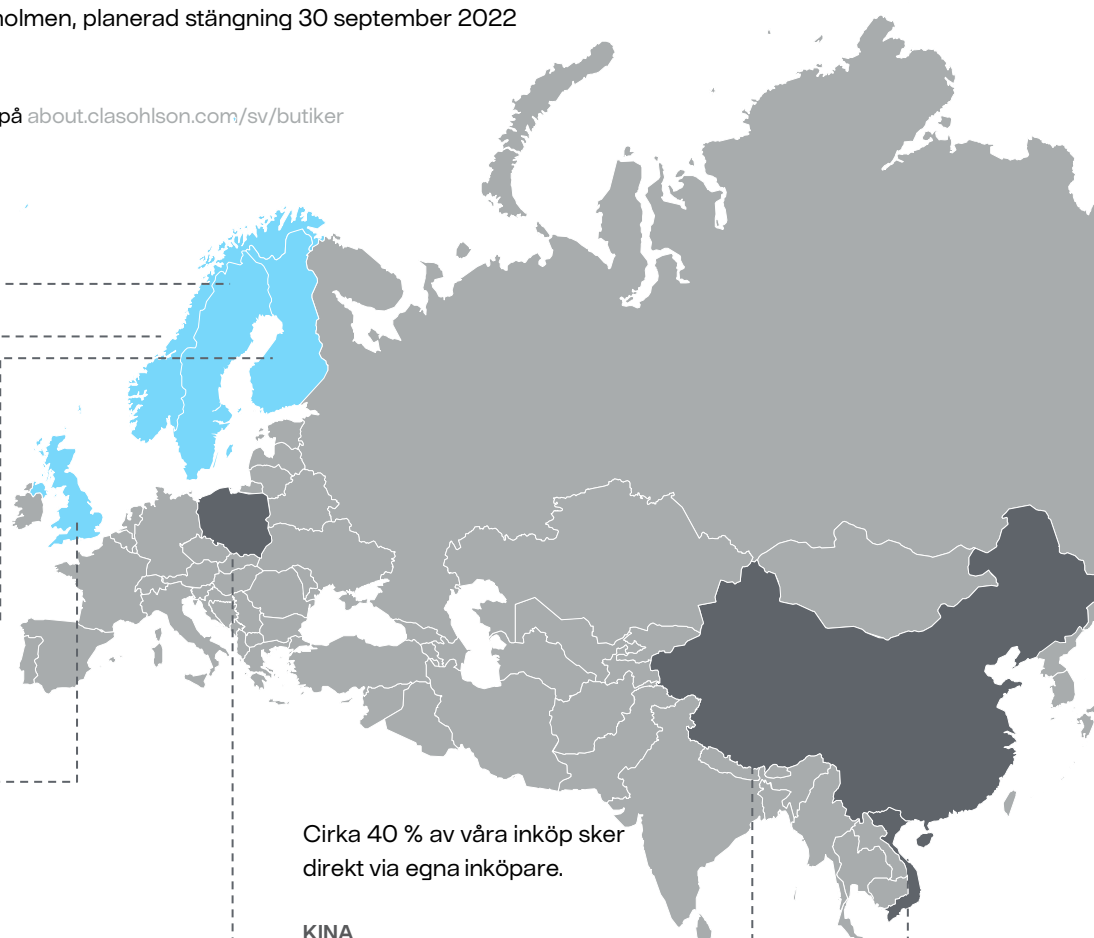 olmen, planerad stängning 30 september 2022
på about.clasohlson.com/sv/butiker
Cirka 40 % av våra inköp sker
direkt via egna inköpare.
KINA